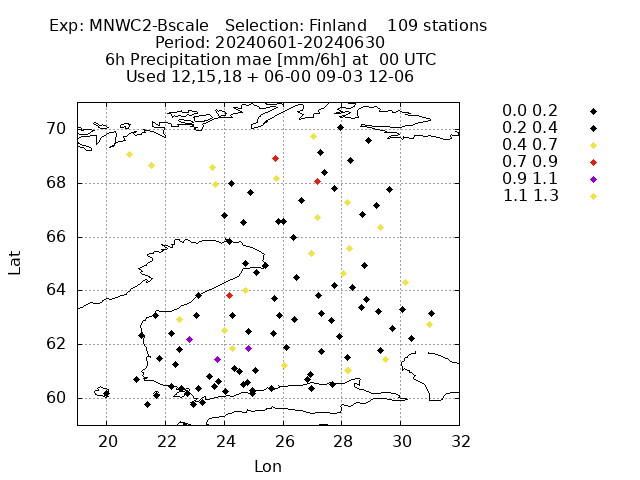 Exp: MNWC2-Bscale   Selection: Finland    109 stations
Period: 20240601-20240630
6h Precipitation mae [mm/6h] at  00 UTC
Used 12,15,18 + 06-00 09-03 12-06
0.0 0.2
0.2 0.4
0.4 0.7
0.7 0.9
0.9 1.1
1.1 1.3
70
68
66
64
62
60
Lat
20 22 24 26 28 30 32
Lon